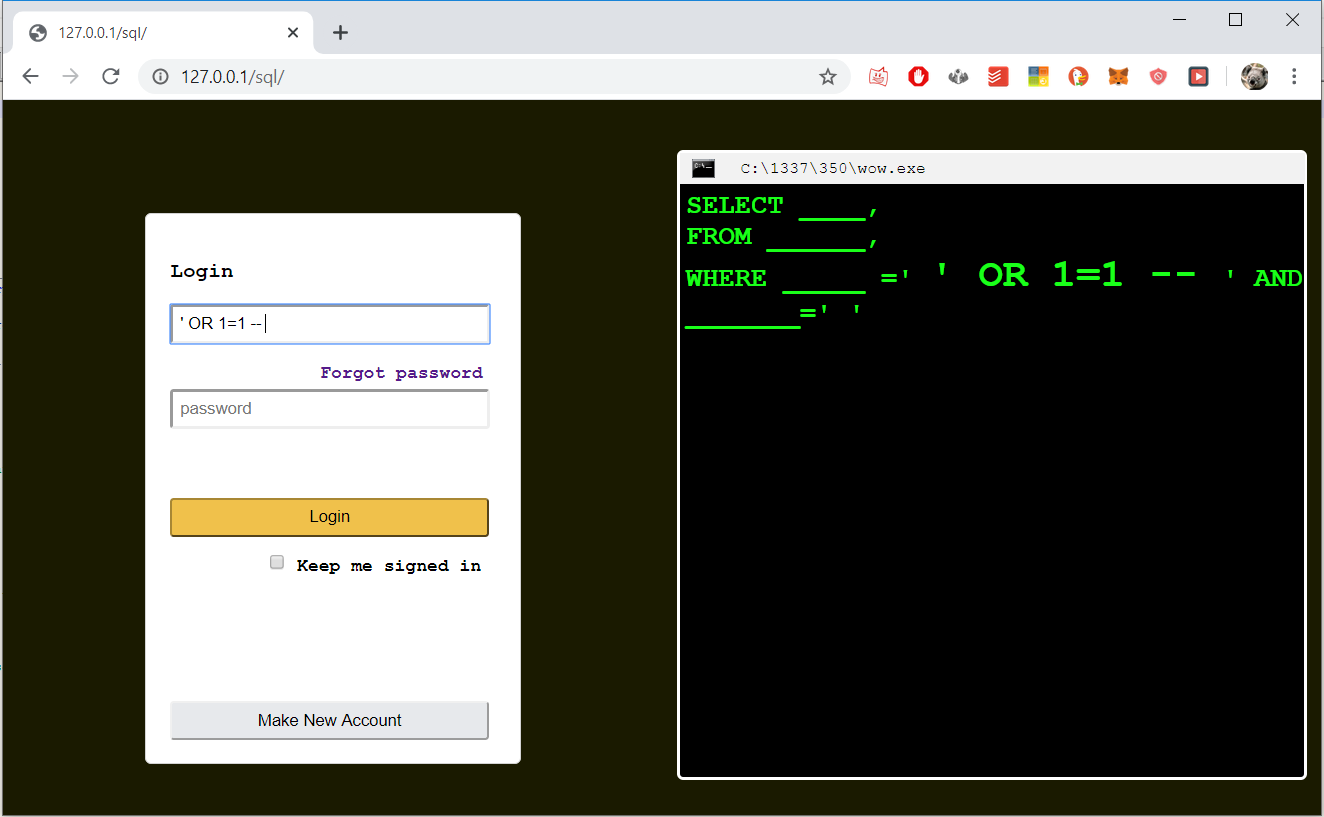 127.0.0.1/sql/
127.0.0.1/sql/
Login
' OR 1=1 --
Forgot password
password
Login
Keep me signed in
Make New Account
C:\1337\350\wow.exe
SELECT _____,
FROM ______,
WHERE _____ =' ' OR 1=1 -- ' AND
_______=' '